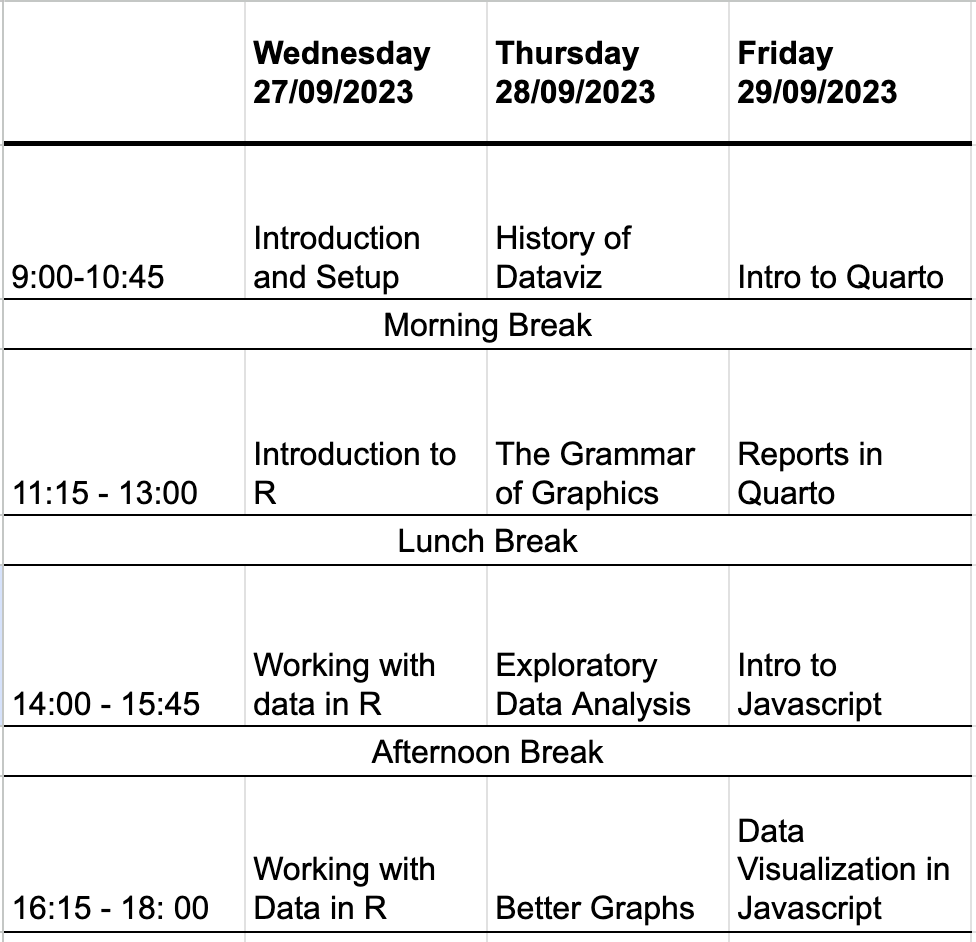 Wednesday Thursday Friday
27/09/2023 28/09/2023 29/09/2023
Introduction History of
9:00-10:45 and Setup Dataviz Intro to Quarto
Morning Break
Introduction to The Grammar Reports in
11:15 - 13:00 R of Graphics Quarto
Lunch Break
Working with Exploratory Intro to
14:00 - 15:45 data in R Data Analysis Javascript
Afternoon Break
Data
Working with Visualization in
16:15 - 18: 00 Data in R Better Graphs Javascript